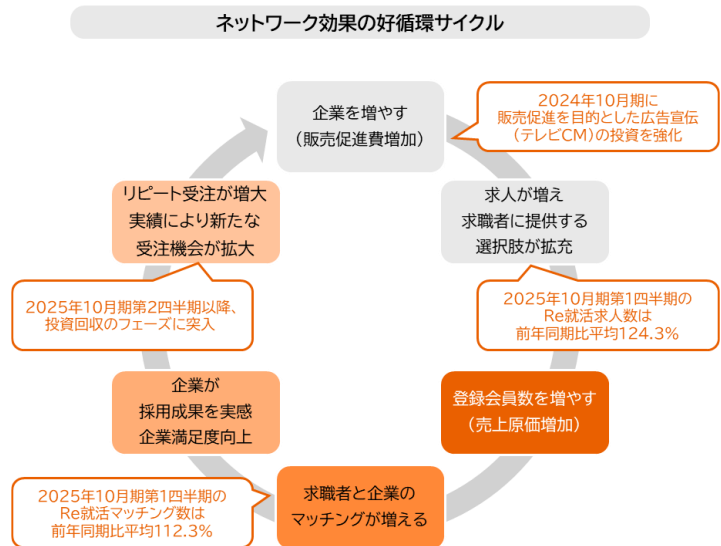 ネットワーク効果の好循環サイクル
企業を増やす
（販売促進費増加）
2024年10月期に
販売促進を目的とした広告宣伝
（テレビCM）の投資を強化
求人が増え
求職者に提供する
選択肢が拡充
2025年10月期第1四半期の
Re就活求人数は
前年同期比平均124.3%
登録会員数を増やす
（売上原価増加）
求職者と企業の
マッチングが増える
2025年10月期第1四半期の
Re就活マッチング数は
前年同期比平均112.3%
企業が
採用成果を実感
企業満足度向上
2025年10月期第2四半期以降、
投資回収のフェーズに突入
リピート受注が増大
実績により新たな
受注機会が拡大